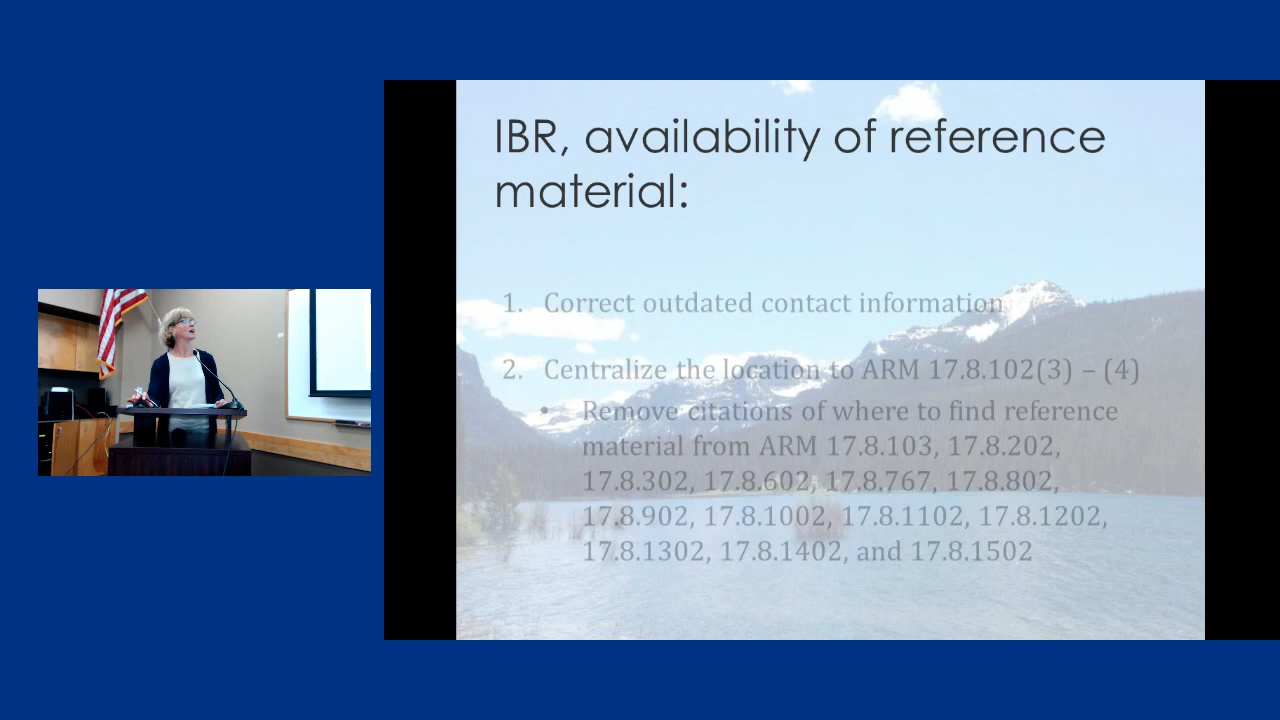 IBR, availability of reference
material:
1. Correct outdated contact information
2. Centralize the location to ARM 17.8.102(3) – (4)
• Remove citations of where to find reference
material from ARM 17.8.103, 17.8.202,
17.8.302, 17.8.602, 17.8.767, 17.8.802,
17.8.902, 17.8.1002, 17.8.1102, 17.8.1202,
17.8.1302, 17.8.1402, and 17.8.1502